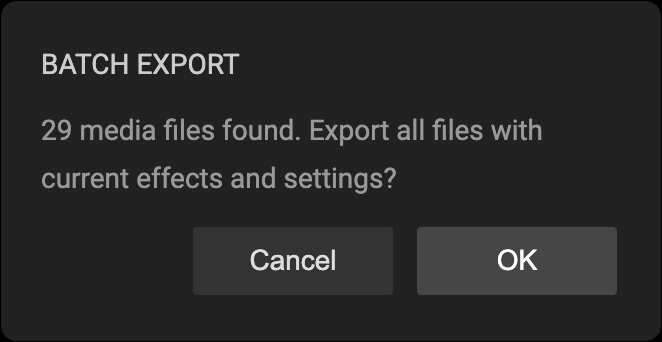 BATCH EXPORT
29 media files found. Export all files with
current effects and settings?
Cancel
OK